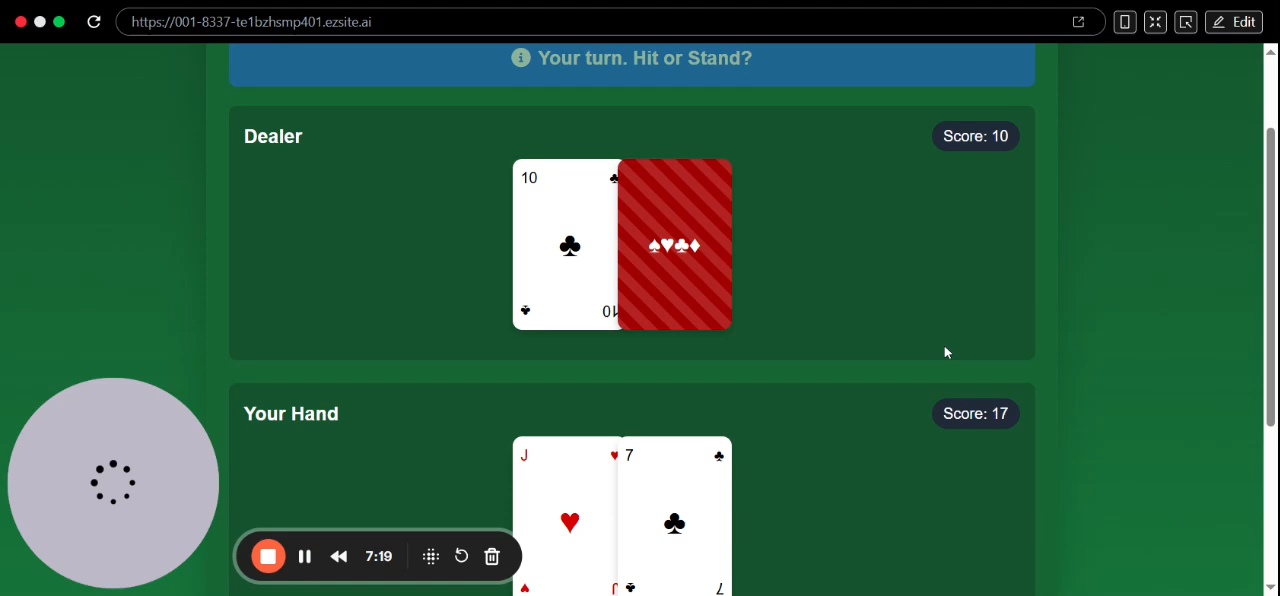 https://001-8337-te1bzhsmp401.ezsite.ai
Edit
Your turn. Hit or Stand?
Dealer
Score: 10
10 ♣
♣
♠♥♣♦
♣ 10
Your Hand
Score: 17
J ♥ 7 ♣
♥ ♣
♥ J ♣ 7
7:19